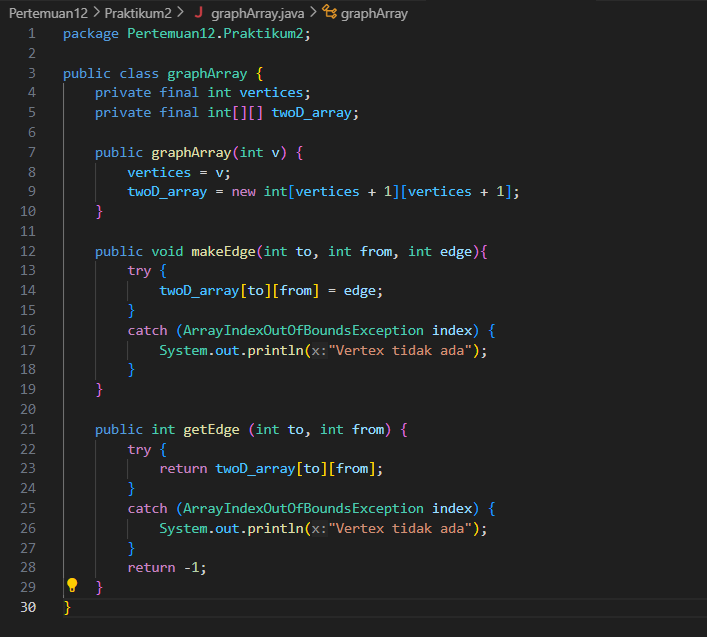 Pertemuan12 > Praktikum2 > J graphArray.java > graphArray
1 package Pertemuan12.Praktikum2;
2
3 public class graphArray {
4     private final int vertices;
5     private final int[][] twoD_array;
6
7     public graphArray(int v) {
8         vertices = v;
9         twoD_array = new int[vertices + 1][vertices + 1];
10     }
11
12     public void makeEdge(int to, int from, int edge){
13         try {
14             twoD_array[to][from] = edge;
15         }
16         catch (ArrayIndexOutOfBoundsException index) {
17             System.out.println(x:"Vertex tidak ada");
18         }
19     }
20
21     public int getEdge (int to, int from) {
22         try {
23             return twoD_array[to][from];
24         }
25         catch (ArrayIndexOutOfBoundsException index) {
26             System.out.println(x:"Vertex tidak ada");
27         }
28         return -1;
29     }
30 }